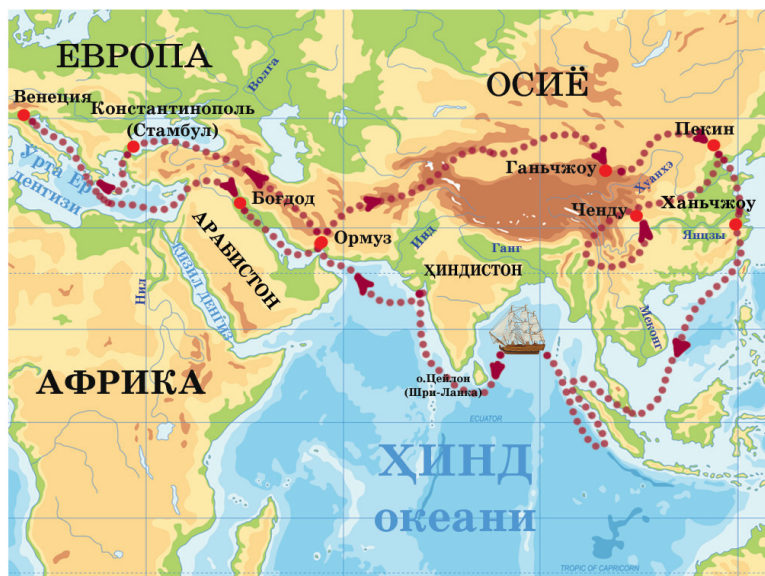 ЕВРОПА
Волга
ОСИЁ
Венеция
Константинополь
(Стамбул)
Пекин
Ўрта Ер
денгизи
Ганьчжоу
Хуанхэ
Боғдод
Ченду
Ханьчжоу
АРАБИСТОН
Ормуз
Инд
Ганг
Янцзы
ҚИЗИЛ ДЕНГИЗ
Нил
ҲИНДИСТОН
Меконг
АФРИКА
о.Цейлон
(Шри-Ланка)
EQUATOR
ҲИНД
океани
TROPIC OF CAPRICORN